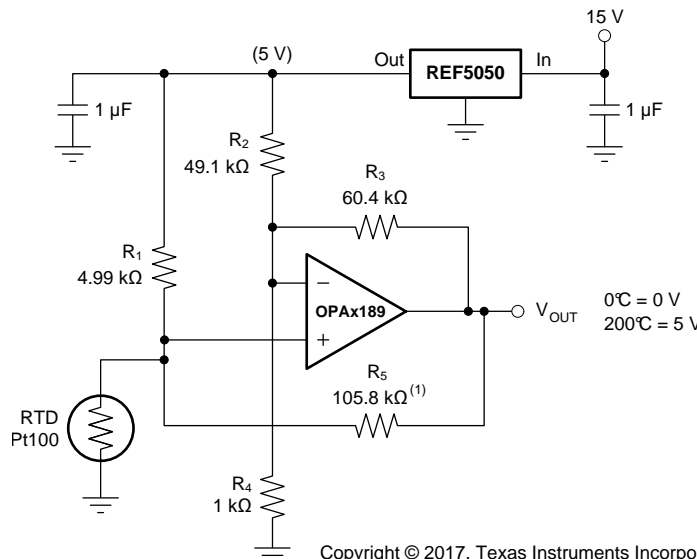 15 V
(5 V)
Out
REF5050
In
1 µF
1 µF
R2
49.1 kΩ
R3
60.4 kΩ
R1
4.99 kΩ
−
OPAx189
+
VOUT
0℃ = 0 V
200℃ = 5 V
R5
105.8 kΩ(1)
RTD
Pt100
R4
1 kΩ
Copyright © 2017, Texas Instruments Incorpo